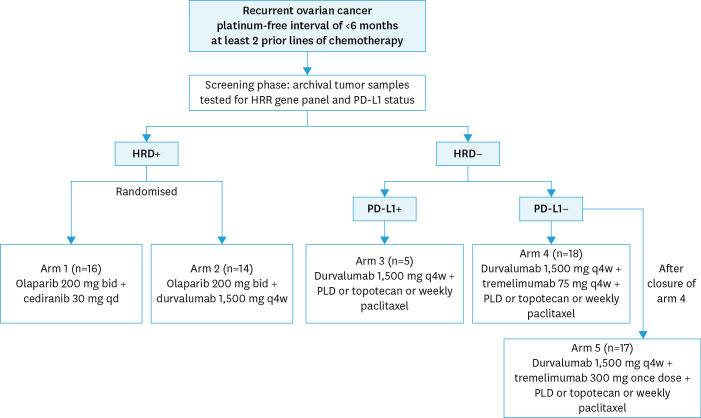 Recurrent ovarian cancer
platinum-free interval of <6 months
at least 2 prior lines of chemotherapy
Screening phase: archival tumor samples
tested for HRR gene panel and PD-L1 status
HRD+
HRD−
Randomised
PD-L1+
PD-L1−
Arm 1 (n=16)
Olaparib 200 mg bid +
cediranib 30 mg qd
Arm 2 (n=14)
Olaparib 200 mg bid +
durvalumab 1,500 mg q4w
Arm 3 (n=5)
Durvalumab 1,500 mg q4w +
PLD or topotecan or weekly
paclitaxel
Arm 4 (n=18)
Durvalumab 1,500 mg q4w +
tremelimumab 75 mg q4w +
PLD or topotecan or weekly
paclitaxel
After
closure of
arm 4
Arm 5 (n=17)
Durvalumab 1,500 mg q4w +
tremelimumab 300 mg once dose +
PLD or topotecan or weekly
paclitaxel